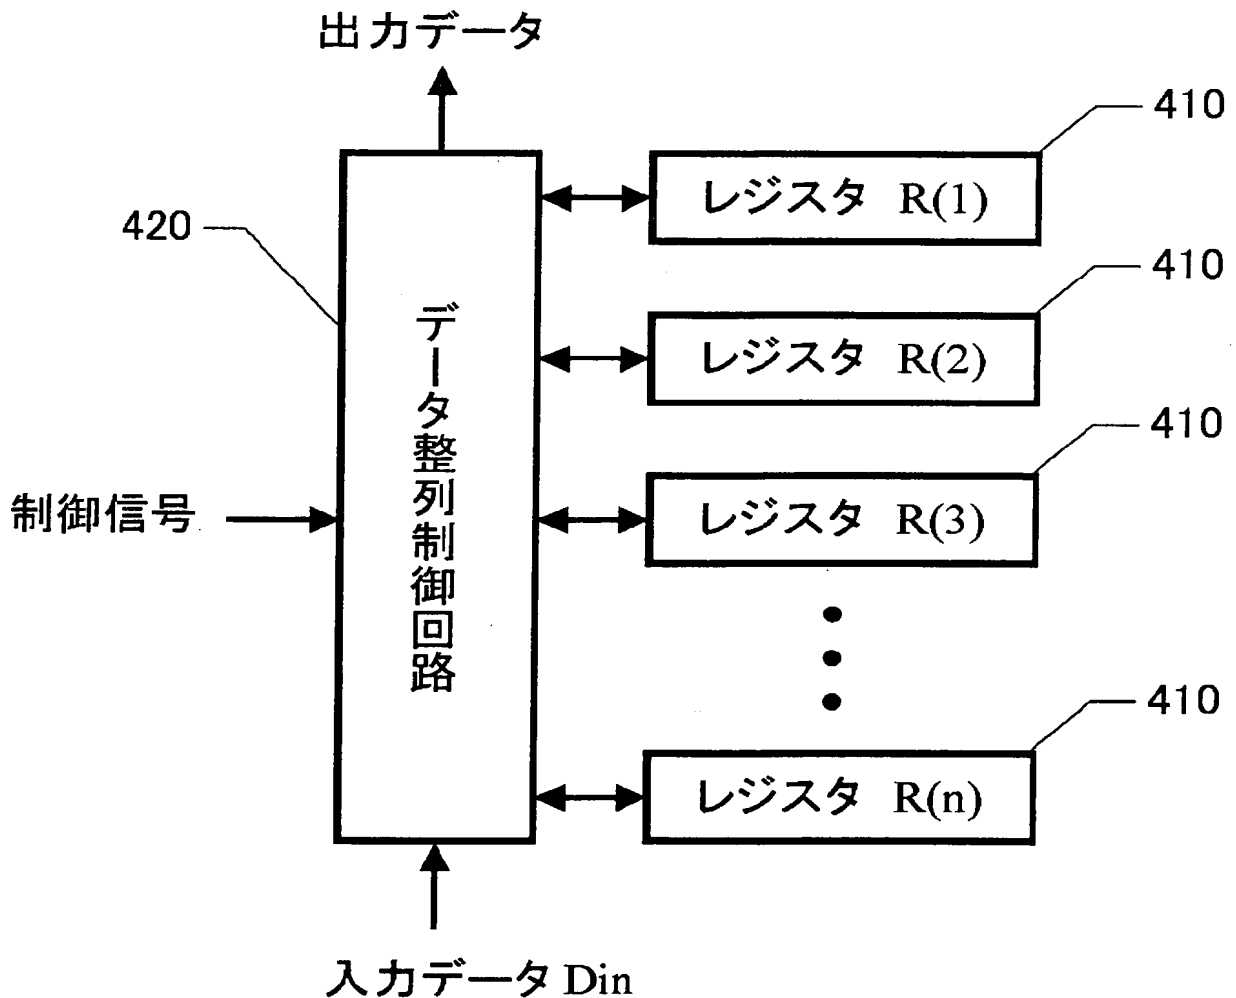 出力データ
410
レジスタ R(1)
420
410
レジスタ R(2)
データ整列制御回路
410
レジスタ R(3)
制御信号
410
レジスタ R(n)
入力データ Din